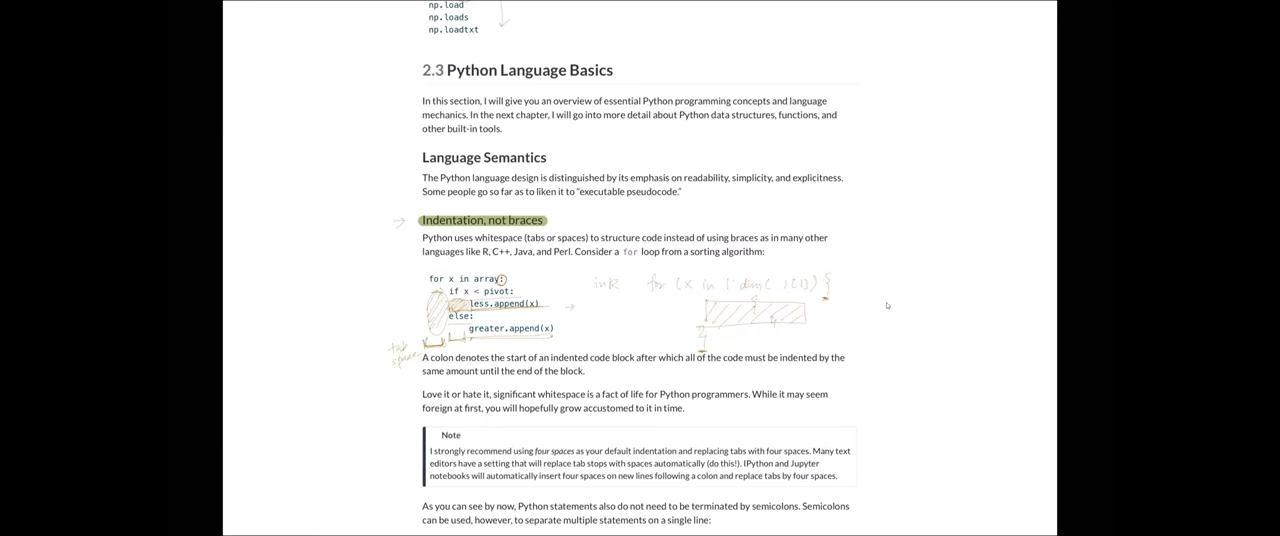 np.load
np.loads
np.loadtxt
2.3 Python Language Basics
In this section, I will give you an overview of essential Python programming concepts and language
mechanics. In the next chapter, I will go into more detail about Python data structures, functions, and
other built-in tools.
Language Semantics
The Python language design is distinguished by its emphasis on readability, simplicity, and explicitness.
Some people go so far as to liken it to “executable pseudocode.”
Indentation, not braces
Python uses whitespace (tabs or spaces) to structure code instead of using braces as in many other
languages like R, C++, Java, and Perl. Consider a for loop from a sorting algorithm:
for x in array:
if x < pivot:
less.append(x)
else:
greater.append(x)
in R for (x in 1: dim( )[1]) {
}
tab
space
A colon denotes the start of an indented code block after which all of the code must be indented by the
same amount until the end of the block.
Love it or hate it, significant whitespace is a fact of life for Python programmers. While it may seem
foreign at first, you will hopefully grow accustomed to it in time.
Note
I strongly recommend using four spaces as your default indentation and replacing tabs with four spaces. Many text
editors have a setting that will replace tab stops with spaces automatically (do this!). IPython and Jupyter
notebooks will automatically insert four spaces on new lines following a colon and replace tabs by four spaces.
As you can see by now, Python statements also do not need to be terminated by semicolons. Semicolons
can be used, however, to separate multiple statements on a single line: